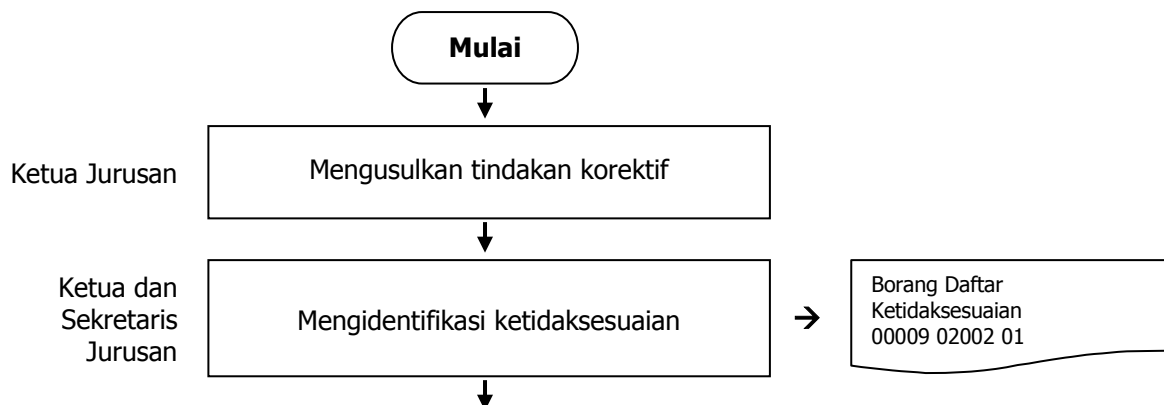 Mulai
Ketua Jurusan
Mengusulkan tindakan korektif
Ketua dan
Sekretaris
Jurusan
Mengidentifikasi ketidaksesuaian
Borang Daftar
Ketidaksesuaian
00009 02002 01